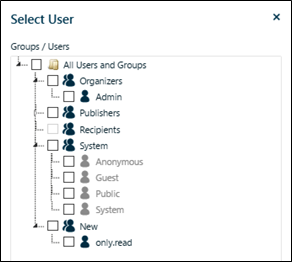 Select User
Groups / Users
All Users and Groups
Organizers
Admin
Publishers
Recipients
System
Anonymous
Guest
Public
System
New
only.read